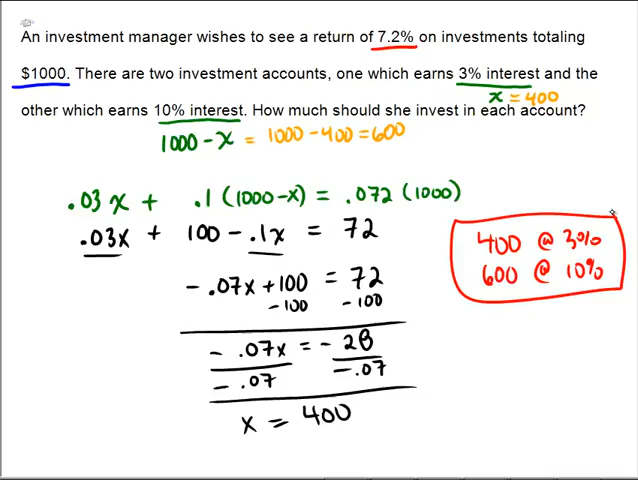 An investment manager wishes to see a return of 7.2% on investments totaling
$1000. There are two investment accounts, one which earns 3% interest and the
x = 400
other which earns 10% interest. How much should she invest in each account?
1000 - x = 1000 - 400 = 600
.03x + .1(1000-x) = .072(1000)
.03x + 100 - .1x = 72
400 @ 3%
600 @ 10%
- .07x + 100 = 72
-100 -100
- .07x = - 28
- .07 - .07
x = 400